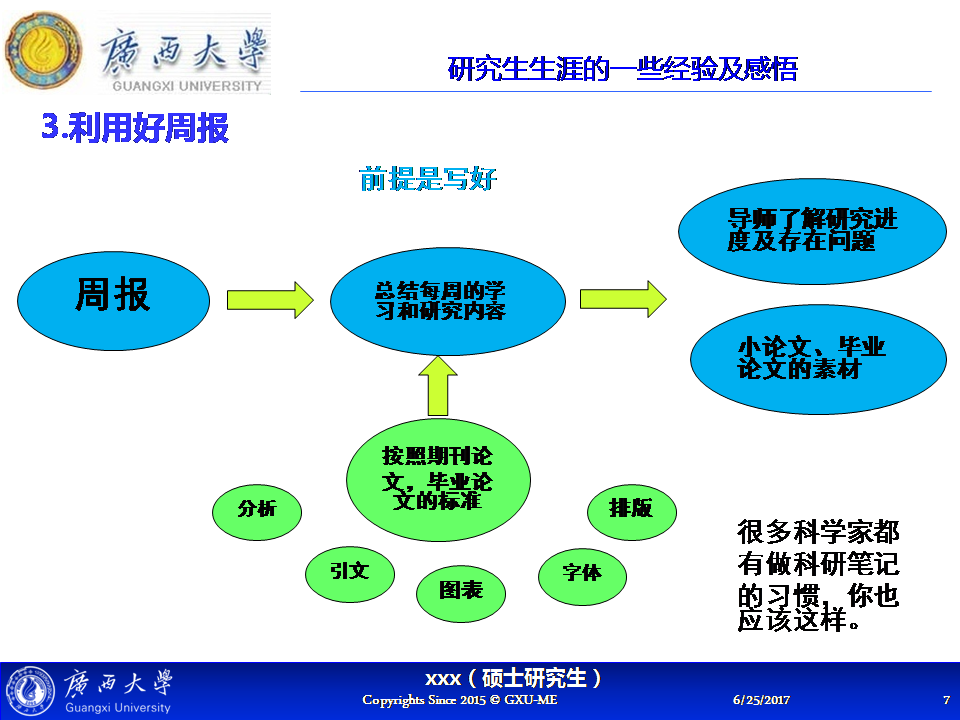 廣西大學
GUANGXI UNIVERSITY
研究生生涯的一些经验及感悟
3.利用好周报
前提是写好
周报
总结每周的学
习和研究内容
导师了解研究进
度及存在问题
小论文、毕业
论文的素材
按照期刊论
文，毕业论
文的标准
分析
引文
图表
字体
排版
很多科学家都
有做科研笔记
的习惯，你也
应该这样。
廣西大學
Guangxi University
xxx（硕士研究生）
Copyrights Since 2015 © GXU-ME
6/25/2017
7